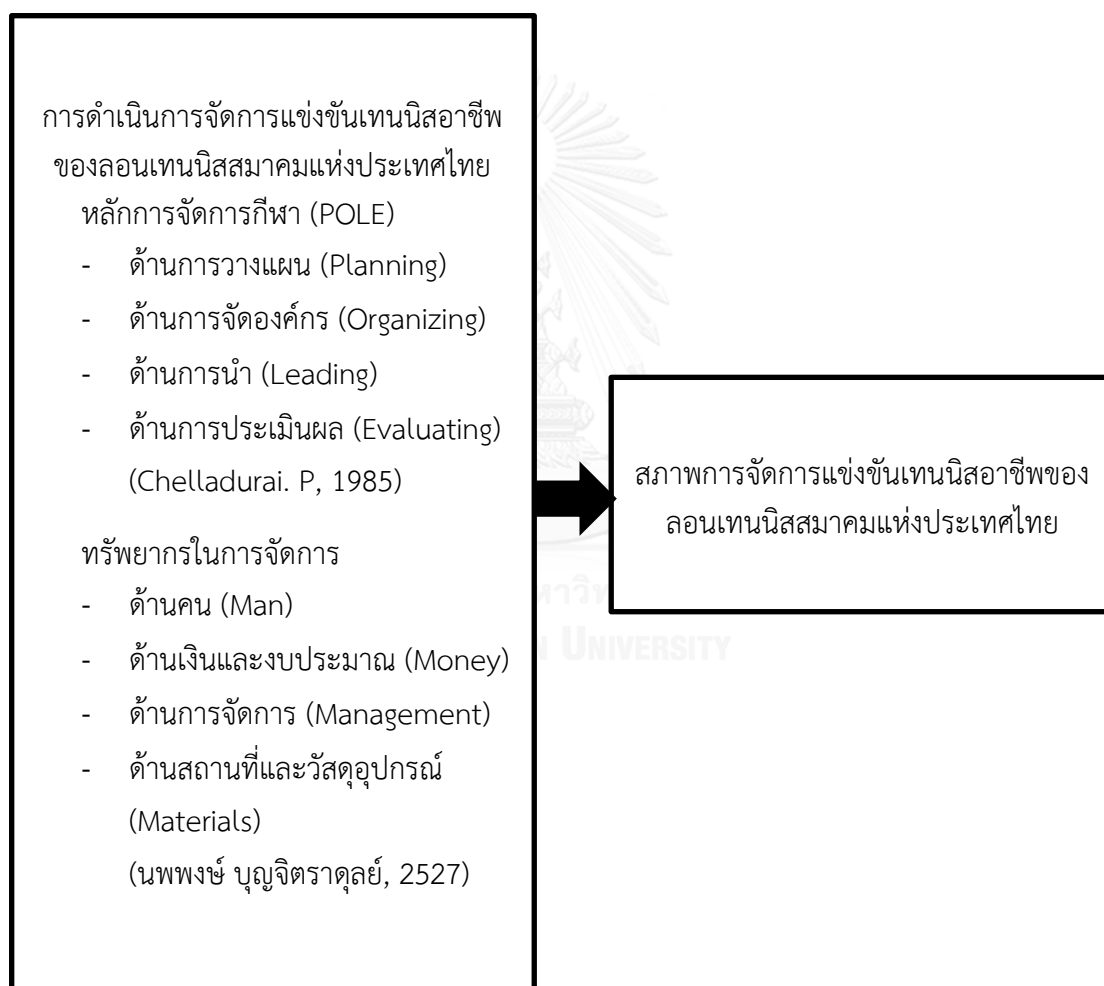 การดำเนินการจัดการแข่งขันเทนนิสอาชีพ
ของลอนเทนนิสสมาคมแห่งประเทศไทย
หลักการจัดการกีฬา (POLE)
- ด้านการวางแผน (Planning)
- ด้านการจัดองค์กร (Organizing)
- ด้านการนำ (Leading)
- ด้านการประเมินผล (Evaluating)
(Chelladurai. P, 1985)
ทรัพยากรในการจัดการ
- ด้านคน (Man)
- ด้านเงินและงบประมาณ (Money)
- ด้านการจัดการ (Management)
- ด้านสถานที่และวัสดุอุปกรณ์
(Materials)
(นพพงษ์ บุญจิตราดุลย์, 2527)
สภาพการจัดการแข่งขันเทนนิสอาชีพของ
ลอนเทนนิสสมาคมแห่งประเทศไทย
UNIVERSITY